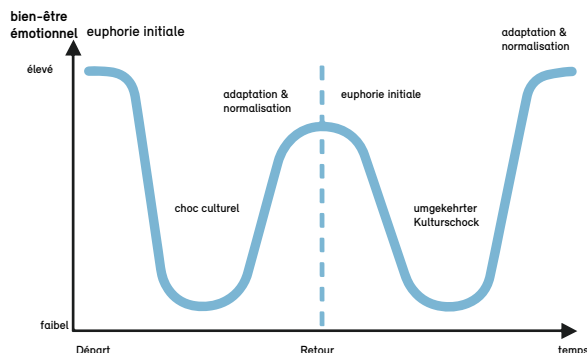 bien-être
émotionnel
euphorie initiale
adaptation &
normalisation
élevé
adaptation &
normalisation
euphorie initiale
choc culturel
umgekehrter
Kulturschock
faibel
Départ
Retour
temps